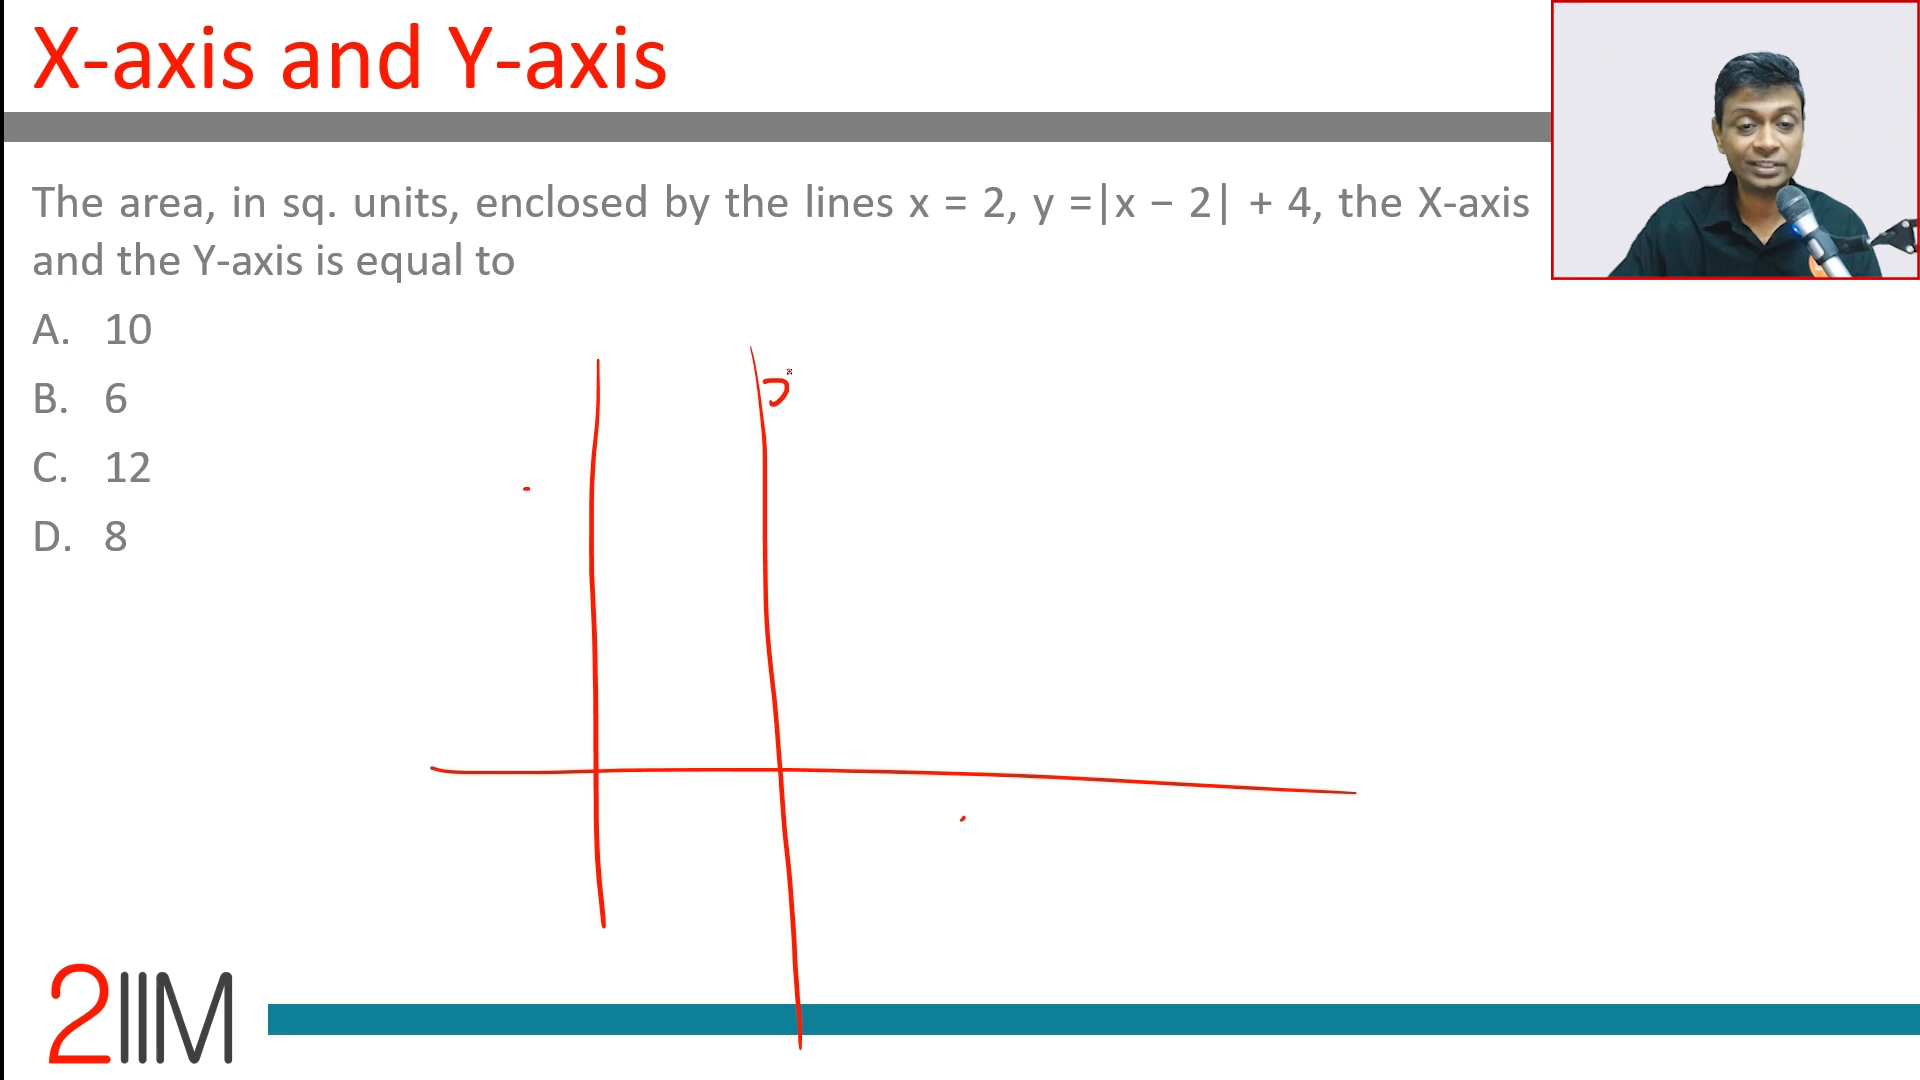 X-axis and Y-axis
The area, in sq. units, enclosed by the lines x = 2, y =|x − 2| + 4, the X-axis
and the Y-axis is equal to
A. 10
B. 6
C. 12
D. 8
2IIM